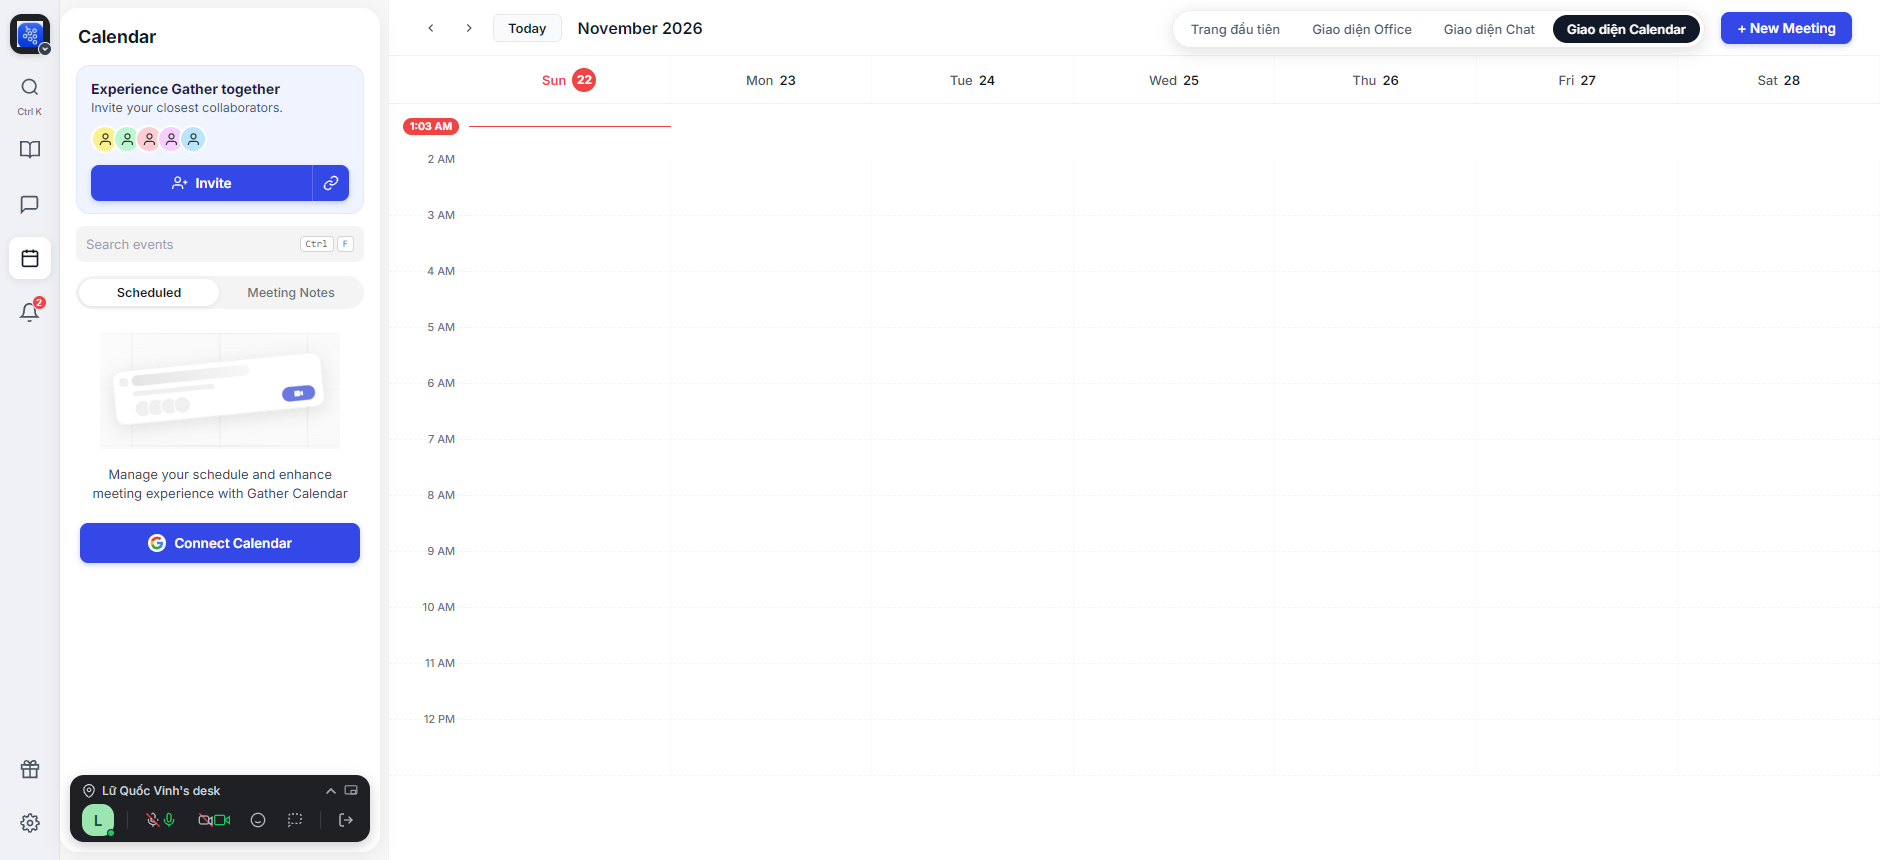 Ctrl K
2
Calendar
Experience Gather together
Invite your closest collaborators.
Invite
Search events
Ctrl F
Scheduled
Meeting Notes
Manage your schedule and enhance
meeting experience with Gather Calendar
Connect Calendar
Lữ Quốc Vinh's desk
L
Today
November 2026
Trang đầu tiên
Giao diện Office
Giao diện Chat
Giao diện Calendar
+ New Meeting
Sun 22
Mon 23
Tue 24
Wed 25
Thu 26
Fri 27
Sat 28
1:03 AM
2 AM
3 AM
4 AM
5 AM
6 AM
7 AM
8 AM
9 AM
10 AM
11 AM
12 PM